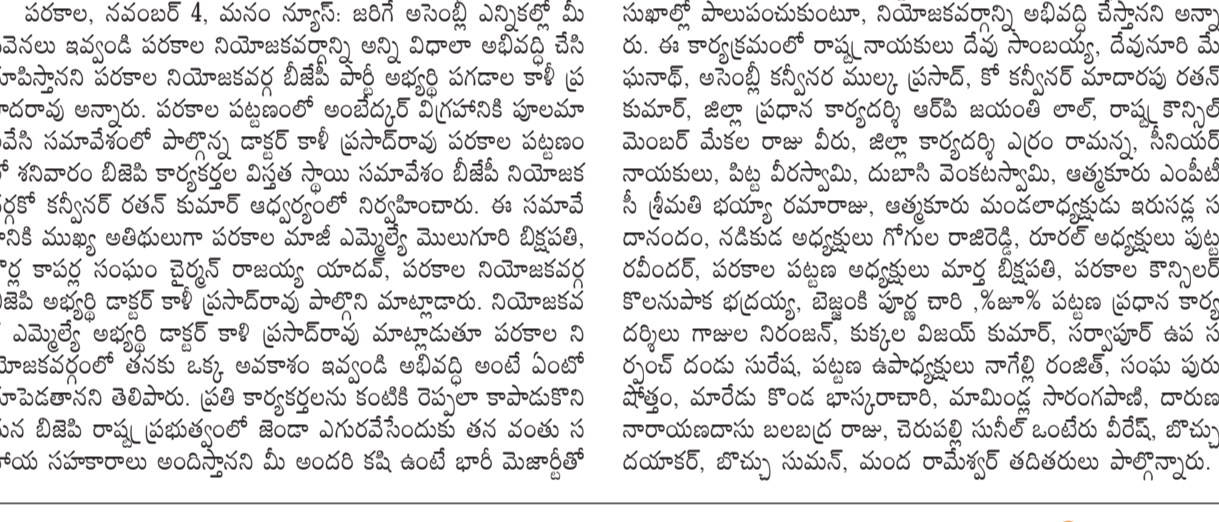 పరకాల, నవంబర్ 4, మనం న్యూస్: జరిగే అసెంబ్లీ ఎన్నికల్లో మీ
వెనలు ఇవ్వండి పరకాల నియోజకవర్గాన్ని అన్ని విధాలా అభివద్ధి చేసి
ూపిస్తానని పరకాల నియోజకవర్గ బీజేపీ పార్టీ అభ్యర్థి పగడాల కాళీ ప్ర
ాదరావు అన్నారు. పరకాల పట్టణంలో అంబేద్కర్ విగ్రహానికి పూలమా
వేసి సమావేశంలో పాల్గొన్న డాక్టర్ కాళీ ప్రసాద్‌రావు పరకాల పట్టణం
ో శనివారం బిజెపి కార్యకర్తల విస్తత స్థాయి సమావేశం బీజేపీ నియోజక
ర్గకో కన్వీనర్ రతన్ కుమార్ ఆధ్వర్యంలో నిర్వహించారు. ఈ సమావే
ానికి ముఖ్య అతిథులుగా పరకాల మాజీ ఎమ్మెల్యే మొలుగూరి బిక్షపతి,
ొర్ల కాపర్ల సంఘం చైర్మన్ రాజయ్య యాదవ్, పరకాల నియోజకవర్గ
ిజెపి అభ్యర్థి డాక్టర్ కాళీ ప్రసాద్‌రావు పాల్గొని మాట్లాడారు. నియోజకవ
ఎమ్మెల్యే అభ్యర్థి డాక్టర్ కాళి ప్రసాద్‌రావు మాట్లాడుతూ పరకాల ని
యోజకవర్గంలో తనకు ఒక్క అవకాశం ఇవ్వండి అభివద్ధి అంటే ఏంటో
ూపెడతానని తెలిపారు. ప్రతి కార్యకర్తలను కంటికి రెప్పలా కాపాడుకొని
ున బిజెపి రాష్ట్ర ప్రభుత్వంలో జెండా ఎగురవేసేందుకు తన వంతు స
ాయ సహకారాలు అందిస్తానని మీ అందరి కషి ఉంటే భారీ మెజార్టీతో
సుఖాల్లో పాలుపంచుకుంటూ, నియోజకవర్గాన్ని అభివద్ధి చేస్తానని అన్నా
రు. ఈ కార్యక్రమంలో రాష్ట్ర నాయకులు దేవు సాంబయ్య, దేవునూరి మే
ఘనాథ్, అసెంబ్లీ కన్వీనర ముల్క ప్రసాద్, కో కన్వీనర్ మాదారపు రతన్
కుమార్, జిల్లా ప్రధాన కార్యదర్శి ఆర్‌పి జయంతి లాల్, రాష్ట్ర కౌన్సిల్
మెంబర్ మేకల రాజు వీరు, జిల్లా కార్యదర్శి ఎర్రం రామన్న, సీనియర్
నాయకులు, పిట్ట వీరస్వామి, దుబాసి వెంకటస్వామి, ఆత్మకూరు ఎంపీటీ
సీ శ్రీమతి భయ్యా రమారాజు, ఆత్మకూరు మండలాధ్యక్షుడు ఇరుసడ్ల స
దానందం, నడికుడ అధ్యక్షులు గోగుల రాజిరెడ్డి, రూరల్ అధ్యక్షులు పుట్ట
రవీందర్, పరకాల పట్టణ అధ్యక్షులు మార్త బిక్షపతి, పరకాల కౌన్సిలర్
కొలనుపాక భద్రయ్య, బెజ్జంకి పూర్ణ చారి ,%జూ% పట్టణ ప్రధాన కార్య
దర్శిలు గాజుల నిరంజన్, కుక్కల విజయ్ కుమార్, సర్వాపూర్ ఉప స
ర్పంచ్ దండు సురేష, పట్టణ ఉపాధ్యక్షులు నాగేల్లి రంజిత్, సంఘ పురు
షోత్తం, మారేడు కొండ భాస్కరాచారి, మామిండ్ల సారంగపాణి, దారుణ
నారాయణదాసు బలబద్ర రాజు, చెరుపల్లి సునీల్ ఒంటేరు వీరేష్, బొచ్చు
దయాకర్, బొచ్చు సుమన్, మంద రామేశ్వర్ తదితరులు పాల్గొన్నారు.